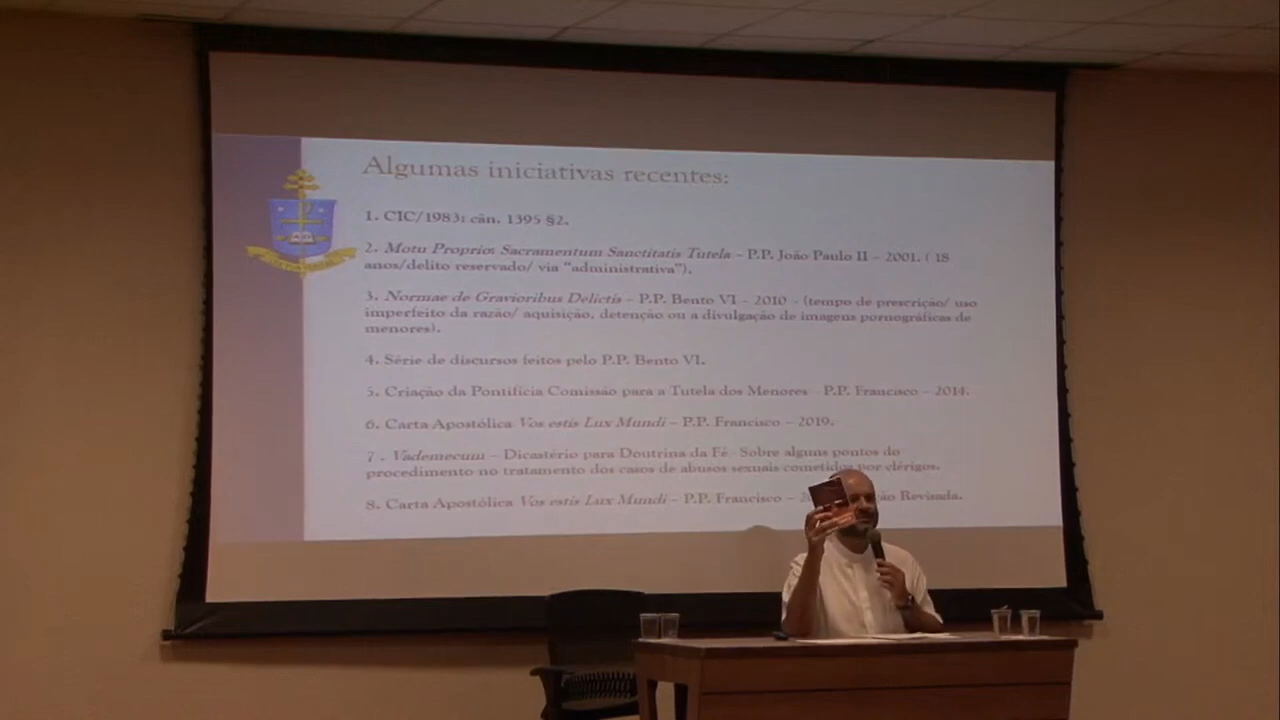 Algumas iniciativas recentes:
1. CIC/1983: cân. 1395 §2.
2. Motu Proprio: Sacramentum Sanctitatis Tutela – P.P. João Paulo II – 2001. ( 18
anos/delito reservado/ via “administrativa”).
3. Normae de Gravioribus Delictis – P.P. Bento VI – 2010 - (tempo de prescrição/ uso
imperfeito da razão/ aquisição, detenção ou a divulgação de imagens pornográficas de
menores).
4. Série de discursos feitos pelo P.P. Bento VI.
5. Criação da Pontifícia Comissão para a Tutela dos Menores – P.P. Francisco – 2014.
6. Carta Apostólica Vos estis Lux Mundi – P.P. Francisco – 2019.
7 . Vademecum – Dicastério para Doutrina da Fé- Sobre alguns pontos do
procedimento no tratamento dos casos de abusos sexuais cometidos por clérigos.
8. Carta Apostólica Vos estis Lux Mundi – P.P. Francisco – Revisada.